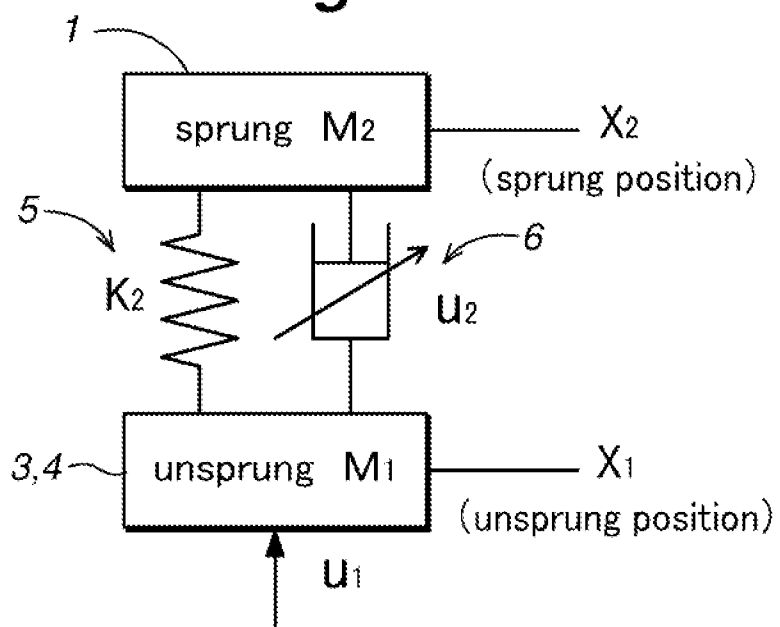 g
1
sprung M2
X2
(sprung position)
5
6
K2
u2
3,4
unsprung M1
X1
(unsprung position)
u1